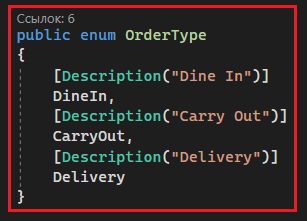 Ссылок: 6
public enum OrderType
{
[Description("Dine In")]
DineIn,
[Description("Carry Out")]
CarryOut,
[Description("Delivery")]
Delivery
}